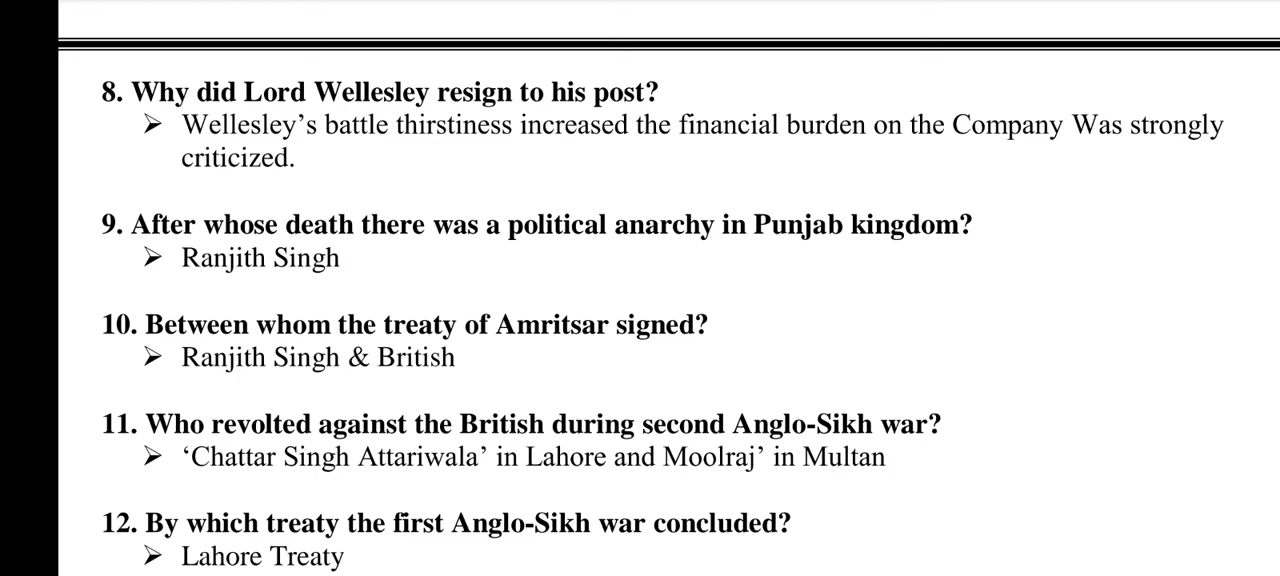 8. Why did Lord Wellesley resign to his post?
➢ Wellesley’s battle thirstiness increased the financial burden on the Company Was strongly
criticized.
9. After whose death there was a political anarchy in Punjab kingdom?
➢ Ranjith Singh
10. Between whom the treaty of Amritsar signed?
➢ Ranjith Singh & British
11. Who revolted against the British during second Anglo-Sikh war?
➢ ‘Chattar Singh Attariwala’ in Lahore and Moolraj’ in Multan
12. By which treaty the first Anglo-Sikh war concluded?
➢ Lahore Treaty